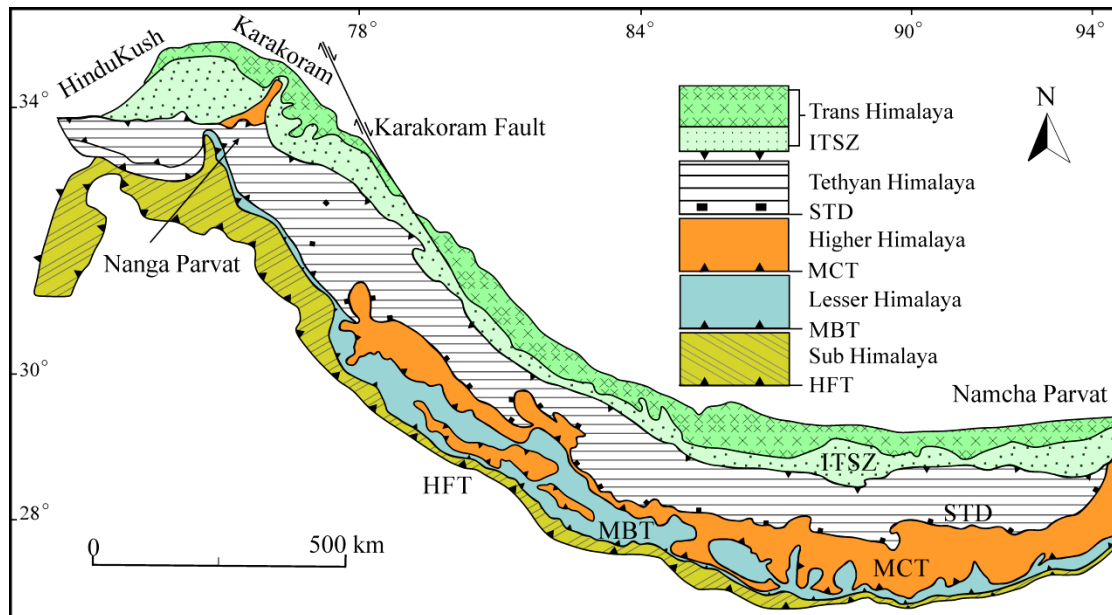 78°
84°
90°
94°
HinduKush
Karakoram
34°
Karakoram Fault
Trans Himalaya
ITSZ
N
Tethyan Himalaya
STD
Higher Himalaya
MCT
Nanga Parvat
Lesser Himalaya
MBT
Sub Himalaya
HFT
30°
Namcha Parvat
ITSZ
HFT
28°
STD
MBT
MCT
0
500 km